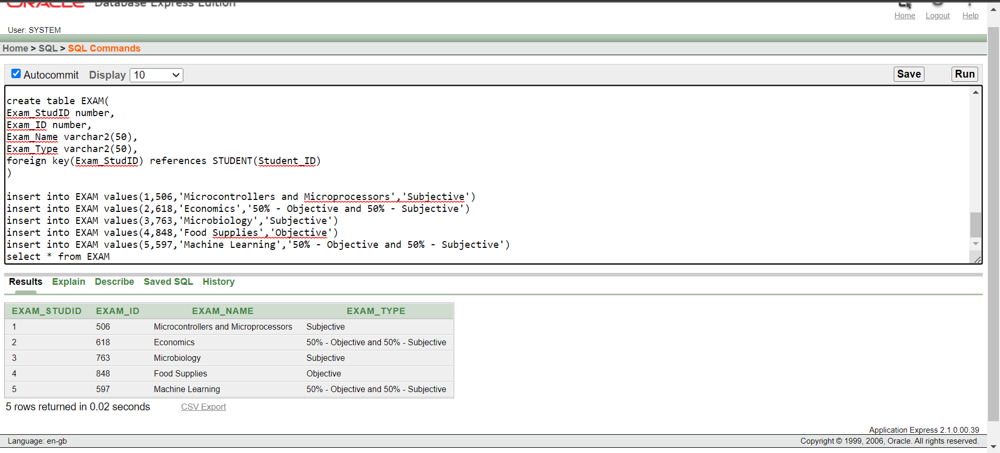 ORACLE Database Express Edition
Home Logout Help
User: SYSTEM
Home > SQL > SQL Commands
Autocommit Display 10 Save Run
create table EXAM(
Exam_StudID number,
Exam_ID number,
Exam_Name varchar2(50),
Exam_Type varchar2(50),
foreign key(Exam_StudID) references STUDENT(Student_ID)
)
insert into EXAM values(1,506,'Microcontrollers and Microprocessors','Subjective')
insert into EXAM values(2,618,'Economics','50% - Objective and 50% - Subjective')
insert into EXAM values(3,763,'Microbiology','Subjective')
insert into EXAM values(4,848,'Food Supplies','Objective')
insert into EXAM values(5,597,'Machine Learning','50% - Objective and 50% - Subjective')
select * from EXAM
Results Explain Describe Saved SQL History
EXAM_STUDID EXAM_ID EXAM_NAME EXAM_TYPE
1 506 Microcontrollers and Microprocessors Subjective
2 618 Economics 50% - Objective and 50% - Subjective
3 763 Microbiology Subjective
4 848 Food Supplies Objective
5 597 Machine Learning 50% - Objective and 50% - Subjective
5 rows returned in 0.02 seconds CSV Export
Application Express 2.1.0.00.39
Language: en-gb Copyright © 1999, 2006, Oracle. All rights reserved.